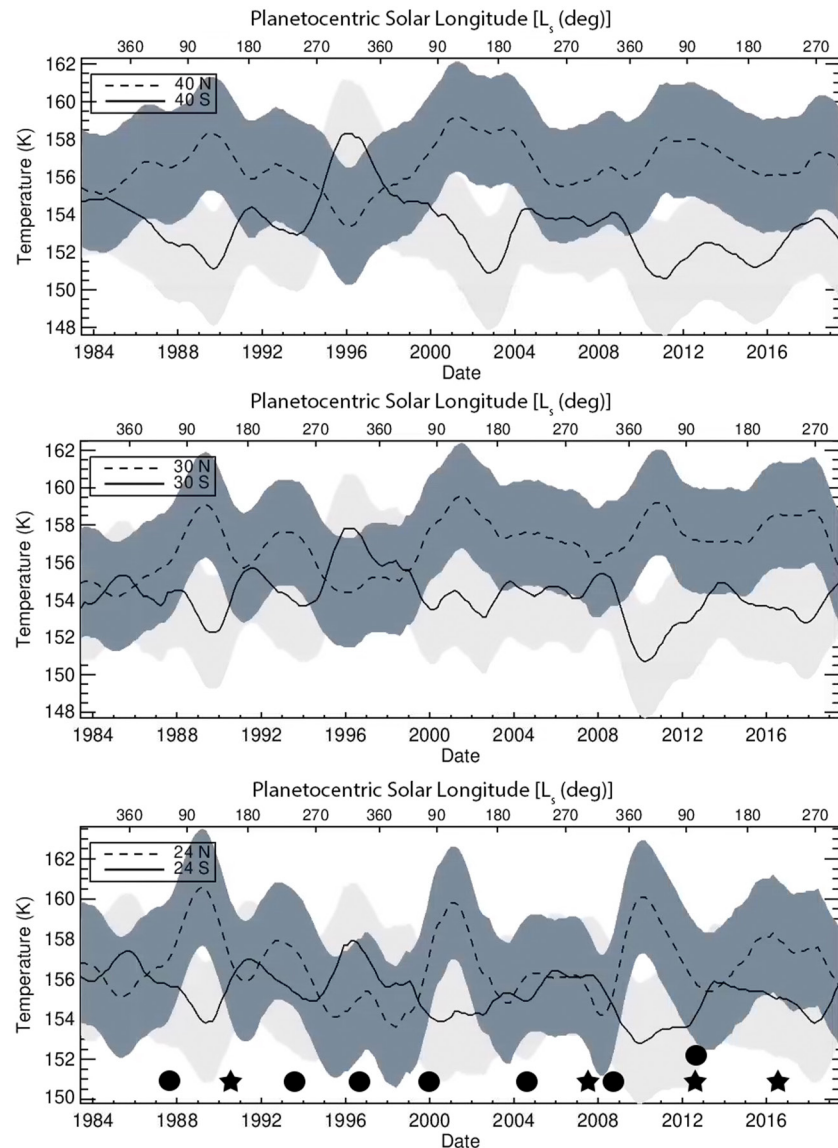 Planetocentric Solar Longitude [Ls (deg)]
360 90 180 270 360 90 180 270 360 90 180 270
162
160
158
156
154
152
150
148
Temperature (K)
40 N
40 S
1984 1988 1992 1996 2000 2004 2008 2012 2016
Date
Planetocentric Solar Longitude [Ls (deg)]
360 90 180 270 360 90 180 270 360 90 180 270
162
160
158
156
154
152
150
148
Temperature (K)
30 N
30 S
1984 1988 1992 1996 2000 2004 2008 2012 2016
Date
Planetocentric Solar Longitude [Ls (deg)]
360 90 180 270 360 90 180 270 360 90 180 270
162
160
158
156
154
152
150
Temperature (K)
24 N
24 S
1984 1988 1992 1996 2000 2004 2008 2012 2016
Date